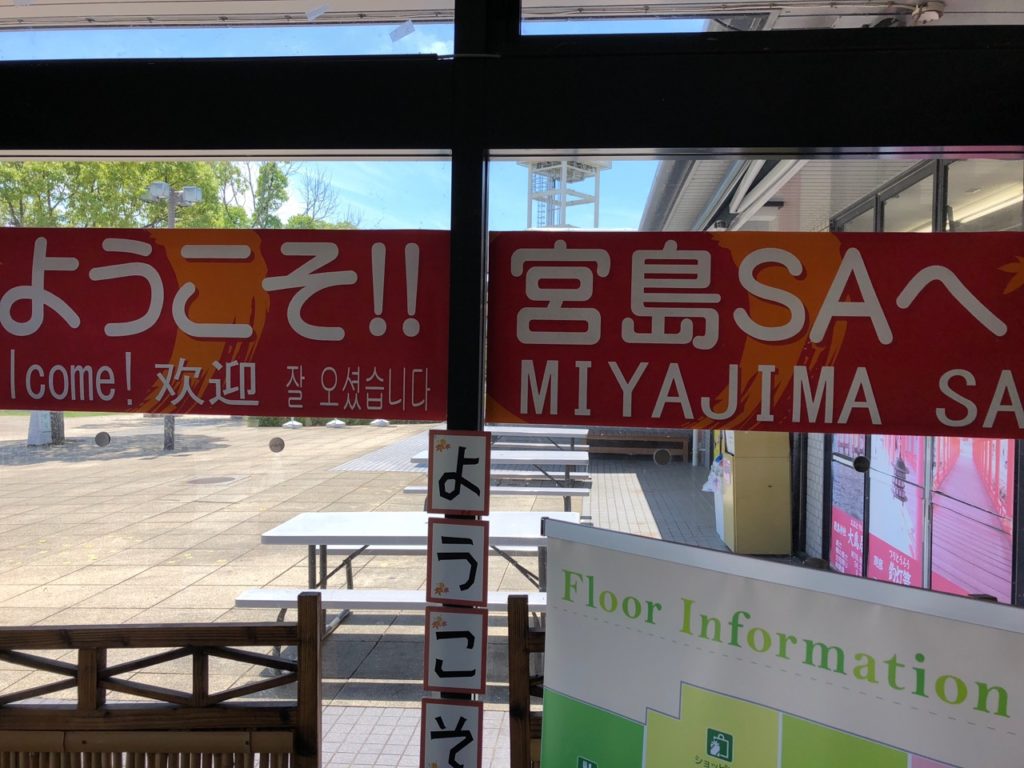 ようこそ!!
lcome! 欢迎 잘 오셨습니다
宮島SAへ
MIYAJIMA SA
ようこそ
Floor Information